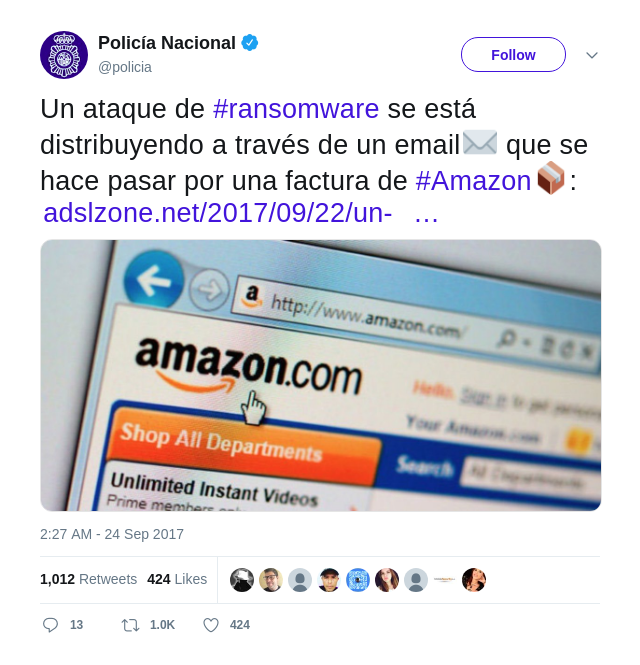 Policía Nacional
@policia
Follow
Un ataque de #ransomware se está
distribuyendo a través de un email que se
hace pasar por una factura de #Amazon :
adslzone.net/2017/09/22/un- …
a http://www.amazon.com/
amazon.com
Hello. Sign in to get
Your Amazon.com
Shop All Departments
Search All Departments
Unlimited Instant Videos
Prime members
2:27 AM - 24 Sep 2017
1,012 Retweets 424 Likes
13 1.0K 424